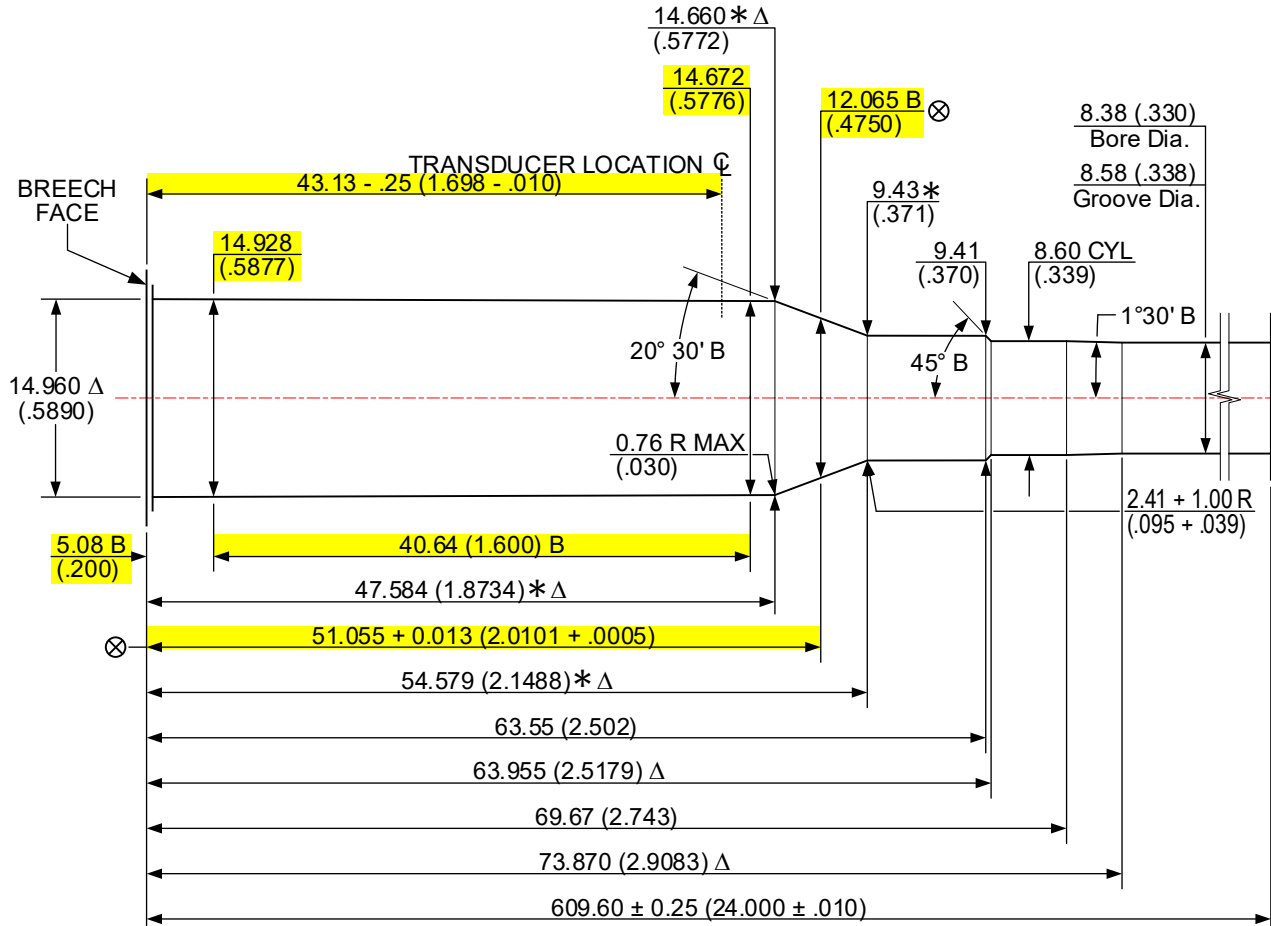 14.660 * Δ
(.5772)
14.672
(.5776)
12.065 B ⊗
(.4750)
8.38 (.330)
Bore Dia.
8.58 (.338)
Groove Dia.
TRANSDUCER LOCATION ℄
43.13 - .25 (1.698 - .010)
BREECH
FACE
9.43 *
(.371)
14.928
(.5877)
9.41
(.370)
8.60 CYL
(.339)
1°30' B
20° 30' B
45° B
14.960 Δ
(.5890)
0.76 R MAX
(.030)
2.41 + 1.00 R
(.095 + .039)
5.08 B
(.200)
40.64 (1.600) B
47.584 (1.8734) * Δ
⊗ 51.055 + 0.013 (2.0101 + .0005)
54.579 (2.1488) * Δ
63.55 (2.502)
63.955 (2.5179) Δ
69.67 (2.743)
73.870 (2.9083) Δ
609.60 ± 0.25 (24.000 ± .010)